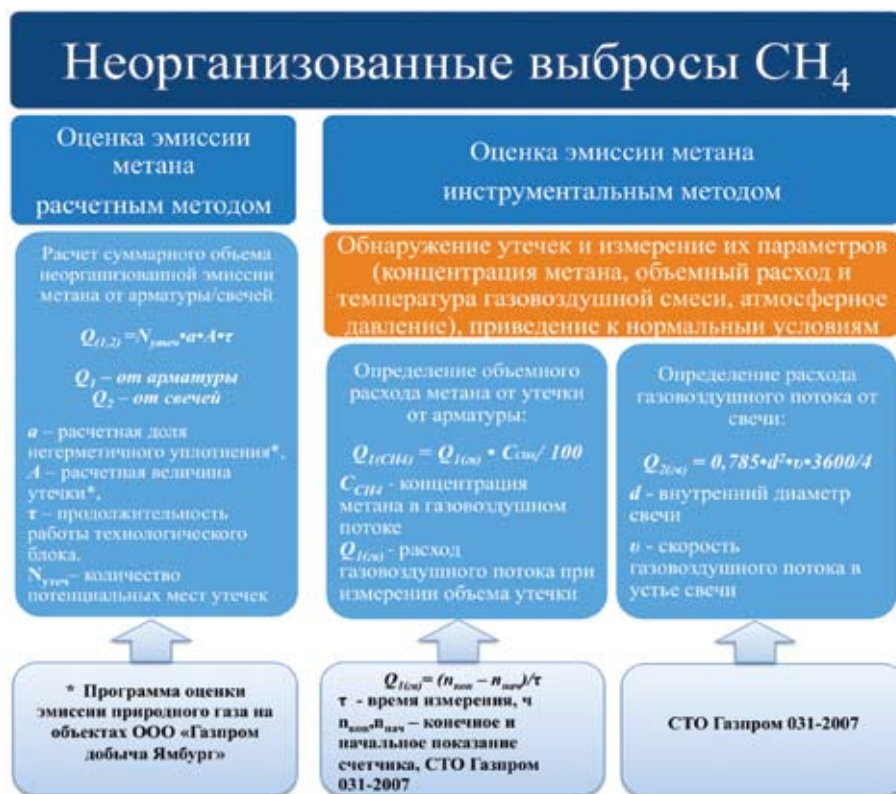 Неорганизованные выбросы CH₄
Оценка эмиссии
метана
расчетным методом
Расчет суммарного объема
неорганизованной эмиссии
метана от арматуры/свечей
Q(1,2) =Nутеч•a•A•τ
Q1 – от арматуры
Q2 – от свечей
a – расчетная доля
негерметичного уплотнения*,
A – расчетная величина
утечки*,
τ – продолжительность
работы технологического
блока.
Nутеч– количество
потенциальных мест утечек
* Программа оценки
эмиссии природного газа на
объектах ООО «Газпром
добыча Ямбург»
Оценка эмиссии метана
инструментальным методом
Обнаружение утечек и измерение их параметров
(концентрация метана, объемный расход и
температура газовоздушной смеси, атмосферное
давление), приведение к нормальным условиям
Определение объемного
расхода метана от утечки
от арматуры:
Q1(CH4) = Q1(см) • CCH4/ 100
CCH4 - концентрация
метана в газовоздушном
потоке
Q1(см) - расход
газовоздушного потока при
измерении объема утечки
Q1(см)= (nкон – nнач)/τ
τ - время измерения, ч
nкон,nнач – конечное и
начальное показание
счетчика, СТО Газпром
031-2007
Определение расхода
газовоздушного потока от
свечи:
Q2(см) = 0,785•d²•υ•3600/4
d - внутренний диаметр
свечи
υ - скорость
газовоздушного потока в
устье свечи
СТО Газпром 031-2007